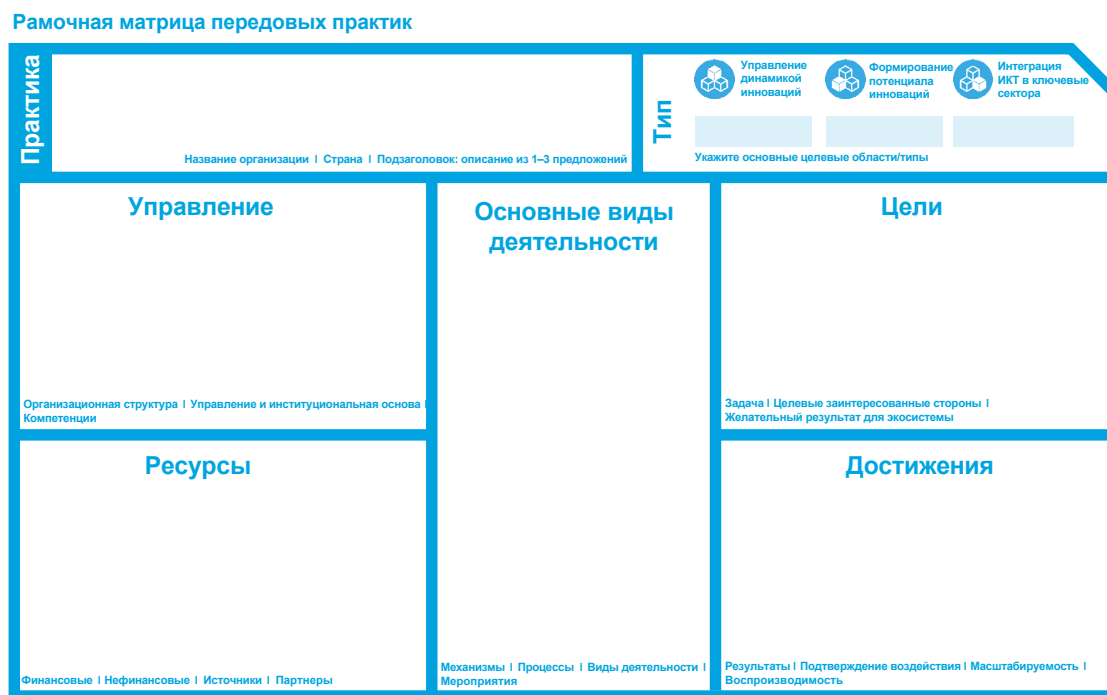 Рамочная матрица передовых практик
Практика
Название организации | Страна | Подзаголовок: описание из 1–3 предложений
Тип
Управление
динамикой
инноваций
Формирование
потенциала
инноваций
Интеграция
ИКТ в ключевые
сектора
Укажите основные целевые области/типы
Управление
Организационная структура | Управление и институциональная основа |
Компетенции
Основные виды
деятельности
Механизмы | Процессы | Виды деятельности |
Мероприятия
Цели
Задача | Целевые заинтересованные стороны |
Желательный результат для экосистемы
Ресурсы
Финансовые | Нефинансовые | Источники | Партнеры
Достижения
Результаты | Подтверждение воздействия | Масштабируемость |
Воспроизводимость